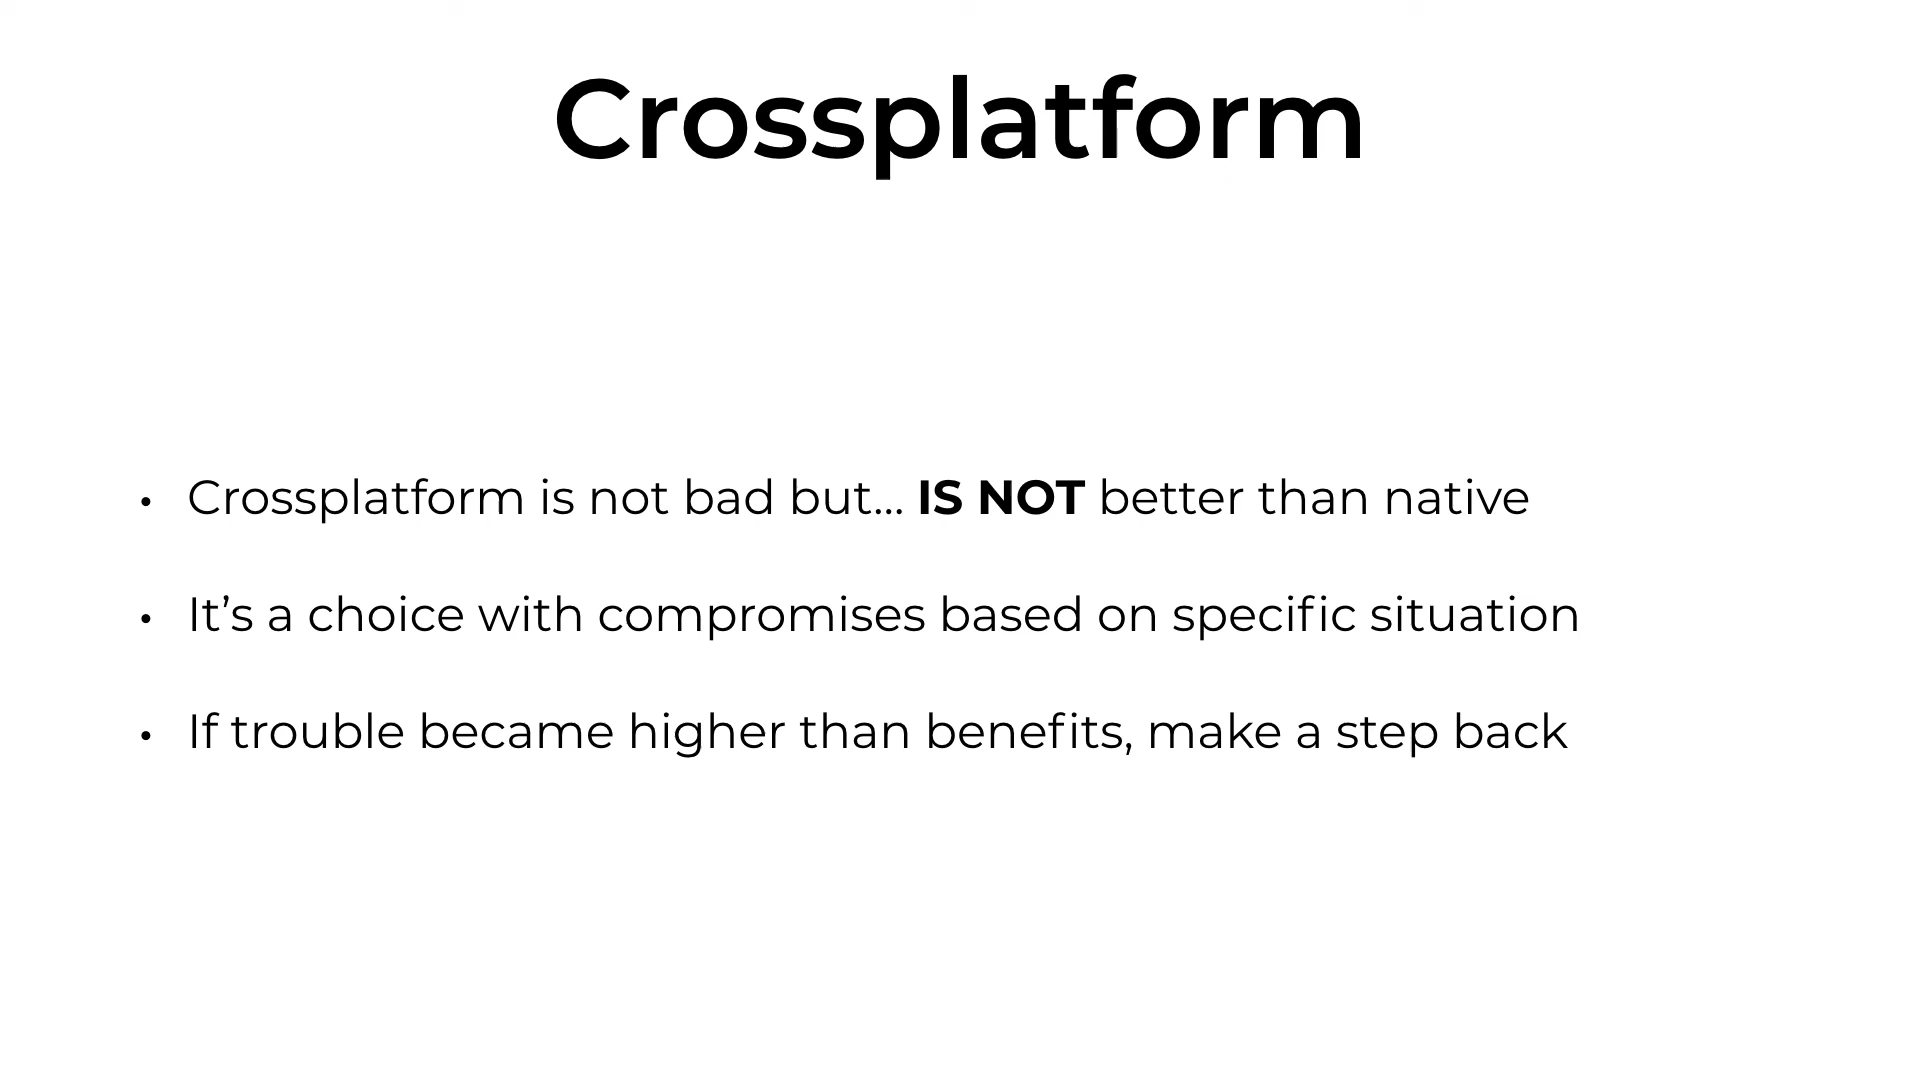 Crossplatform
• Crossplatform is not bad but... IS NOT better than native
• It’s a choice with compromises based on specific situation
• If trouble became higher than benefits, make a step back